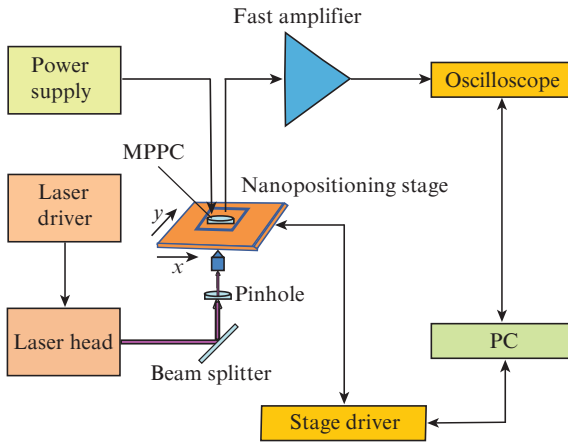 Fast amplifier
Power
supply
Oscilloscope
MPPC
Nanopositioning stage
Laser
driver
y
x
Pinhole
Laser head
PC
Beam splitter
Stage driver